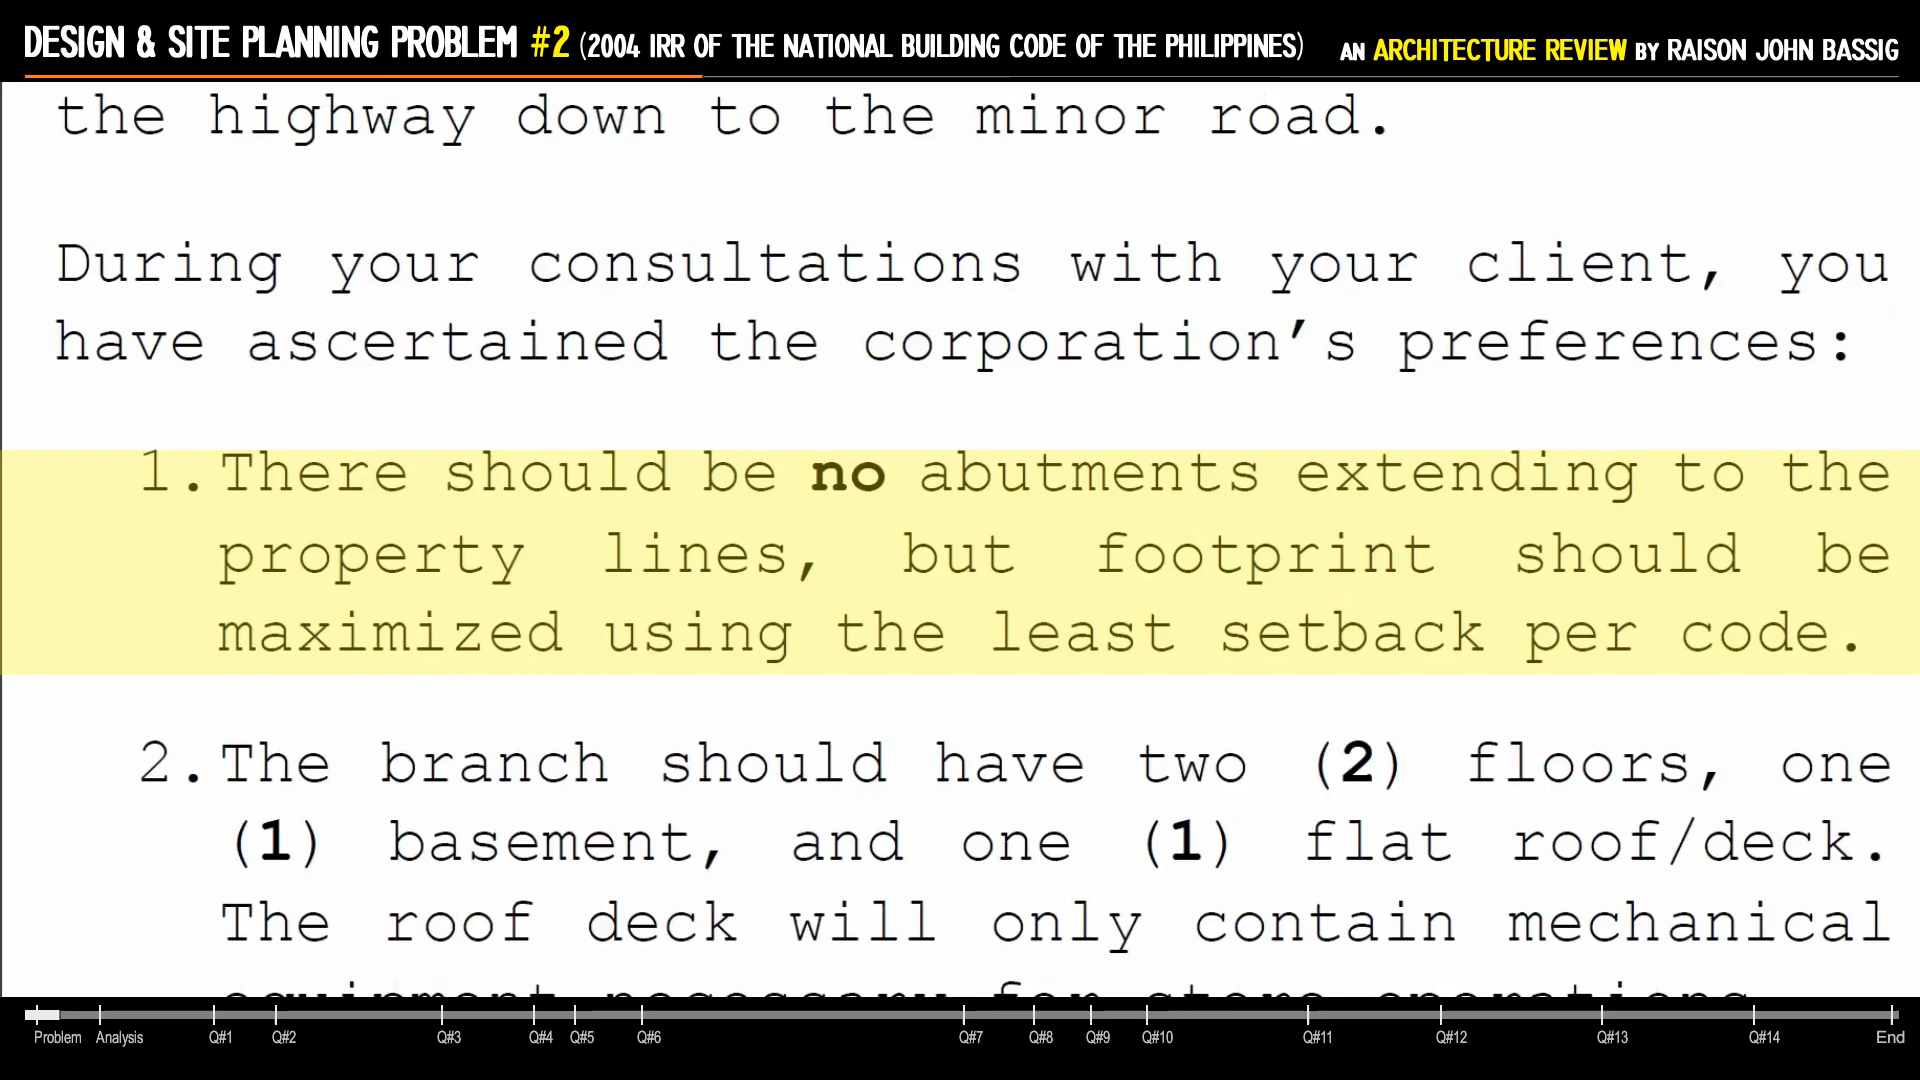 DESIGN & SITE PLANNING PROBLEM #2 (2004 IRR OF THE NATIONAL BUILDING CODE OF THE PHILIPPINES) AN ARCHITECTURE REVIEW BY RAISON JOHN BASSIG
the highway down to the minor road.
During your consultations with your client, you
have ascertained the corporation's preferences:
1. There should be no abutments extending to the
property lines, but footprint should be
maximized using the least setback per code.
2. The branch should have two (2) floors, one
(1) basement, and one (1) flat roof/deck.
The roof deck will only contain mechanical
equipment necessary for store operations.
Problem Analysis Q#1 Q#2 Q#3 Q#4 Q#5 Q#6 Q#7 Q#8 Q#9 Q#10 Q#11 Q#12 Q#13 Q#14 End